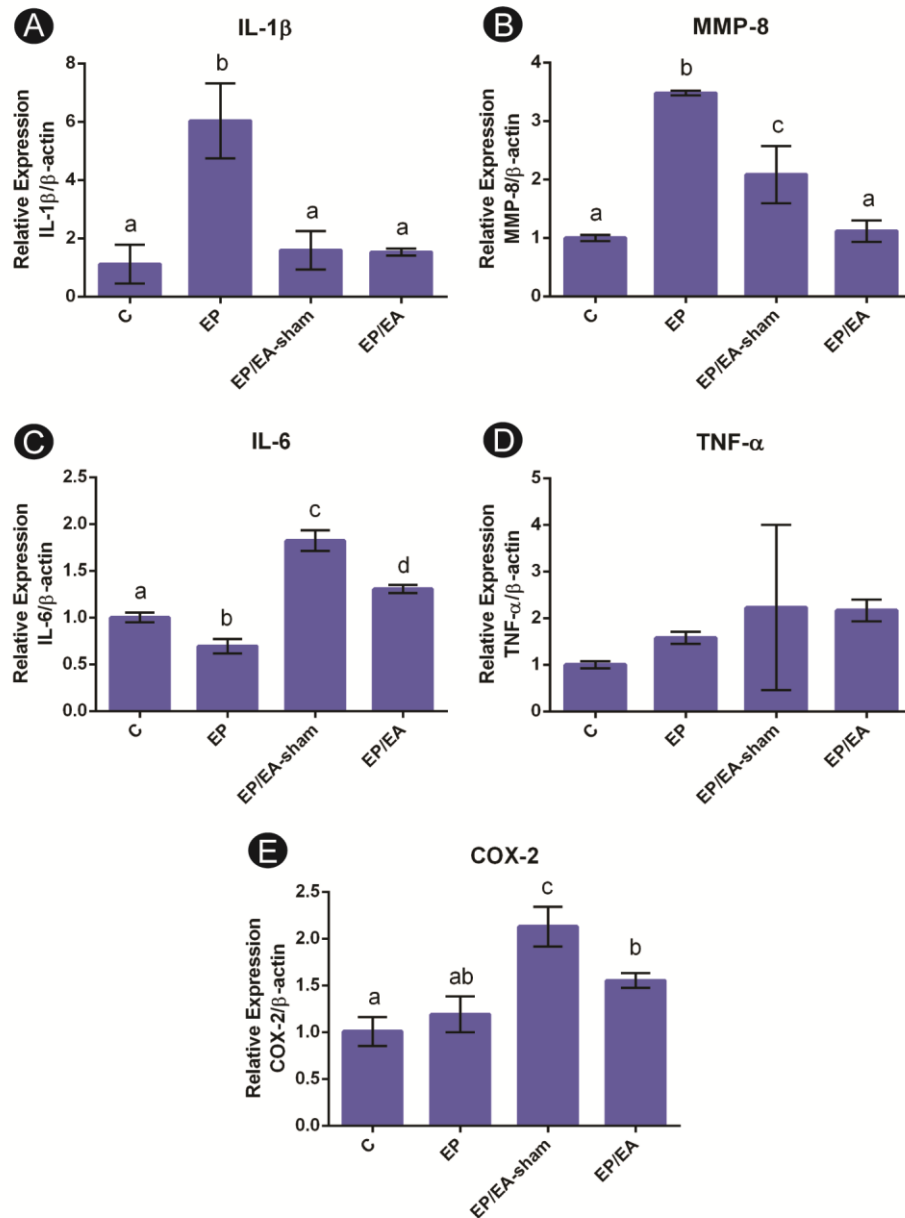 A
IL-1β
Relative Expression
IL-1β/β-actin
8
6
4
2
0
a
b
a
a
C
EP
EP/EA-sham
EP/EA
B
MMP-8
Relative Expression
MMP-8/β-actin
4
3
2
1
0
a
b
c
a
C
EP
EP/EA-sham
EP/EA
C
IL-6
Relative Expression
IL-6/β-actin
2.5
2.0
1.5
1.0
0.5
0.0
a
b
c
d
C
EP
EP/EA-sham
EP/EA
D
TNF-α
Relative Expression
TNF-α/β-actin
5
4
3
2
1
0
C
EP
EP/EA-sham
EP/EA
E
COX-2
Relative Expression
COX-2/β-actin
2.5
2.0
1.5
1.0
0.5
0.0
a
ab
c
b
C
EP
EP/EA-sham
EP/EA